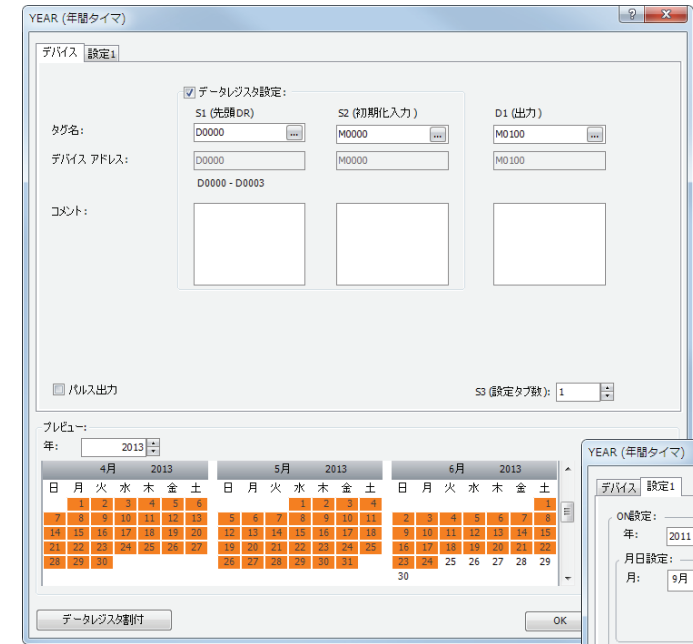 YEAR (年間タイマ)
デバイス 設定1
データレジスタ設定:
S1 (先頭DR) S2 (初期化入力) D1 (出力)
タグ名: D0000 ... M0000 ... M0100 ...
デバイス アドレス: D0000 M0000 M0100
D0000 - D0003
コメント:
パルス出力 S3 (設定タブ数): 1
プレビュー:
年: 2013
4月 2013 5月 2013 6月 2013
日 月 火 水 木 金 土 日 月 火 水 木 金 土 日 月 火 水 木 金 土
1 2 3 4 5 6 1 2 3 4 1
7 8 9 10 11 12 13 5 6 7 8 9 10 11 2 3 4 5 6 7 8
14 15 16 17 18 19 20 12 13 14 15 16 17 18 9 10 11 12 13 14 15
21 22 23 24 25 26 27 19 20 21 22 23 24 25 16 17 18 19 20 21 22
28 29 30 26 27 28 29 30 31 23 24 25 26 27 28 29
30
データレジスタ割付 OK
YEAR (年間タイマ)
デバイス 設定1
ON設定:
年: 2011
月日設定:
月: 9月